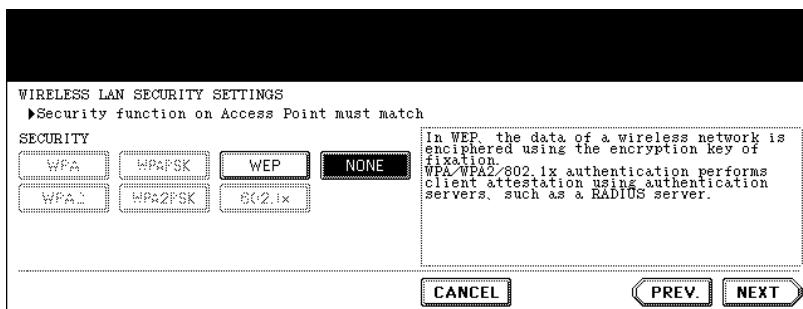 WIRELESS LAN SECURITY SETTINGS
▶Security function on Access Point must match
SECURITY
WPA WPAPSK WEP NONE
WPA2 WPA2PSK 802.1x
In WEP, the data of a wireless network is
enciphered using the encryption key of
fixation.
WPA/WPA2/802.1x authentication performs
client attestation using authentication
servers, such as a RADIUS server.
CANCEL PREV. NEXT